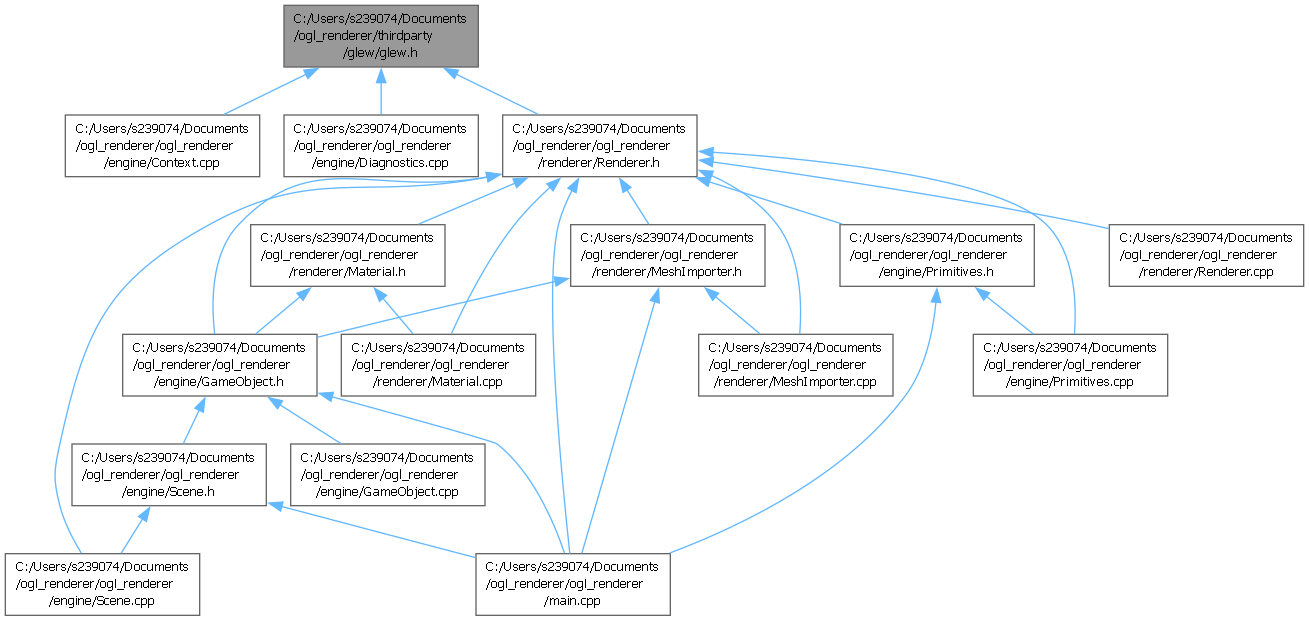 C:/Users/s239074/Documents
/ogl_renderer/thirdparty
/glew/glew.h
C:/Users/s239074/Documents
/ogl_renderer/ogl_renderer
/engine/Context.cpp
C:/Users/s239074/Documents
/ogl_renderer/ogl_renderer
/engine/Diagnostics.cpp
C:/Users/s239074/Documents
/ogl_renderer/ogl_renderer
/renderer/Renderer.h
C:/Users/s239074/Documents
/ogl_renderer/ogl_renderer
/renderer/Material.h
C:/Users/s239074/Documents
/ogl_renderer/ogl_renderer
/renderer/MeshImporter.h
C:/Users/s239074/Documents
/ogl_renderer/ogl_renderer
/engine/Primitives.h
C:/Users/s239074/Documents
/ogl_renderer/ogl_renderer
/renderer/Renderer.cpp
C:/Users/s239074/Documents
/ogl_renderer/ogl_renderer
/engine/GameObject.h
C:/Users/s239074/Documents
/ogl_renderer/ogl_renderer
/renderer/Material.cpp
C:/Users/s239074/Documents
/ogl_renderer/ogl_renderer
/renderer/MeshImporter.cpp
C:/Users/s239074/Documents
/ogl_renderer/ogl_renderer
/engine/Primitives.cpp
C:/Users/s239074/Documents
/ogl_renderer/ogl_renderer
/engine/Scene.h
C:/Users/s239074/Documents
/ogl_renderer/ogl_renderer
/engine/GameObject.cpp
C:/Users/s239074/Documents
/ogl_renderer/ogl_renderer
/engine/Scene.cpp
C:/Users/s239074/Documents
/ogl_renderer/ogl_renderer
/main.cpp